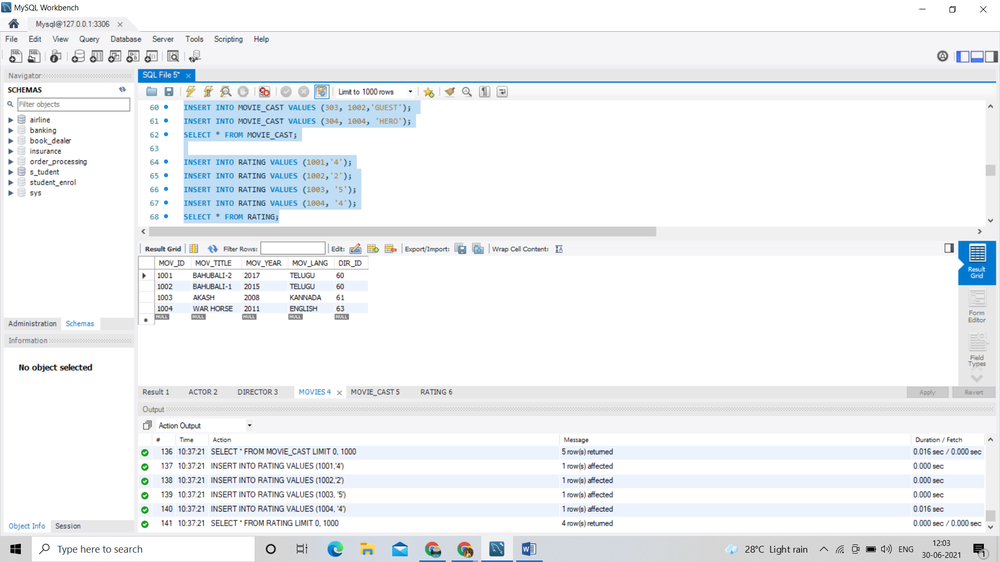 MySQL Workbench
Mysql@127.0.0.1:3306
File Edit View Query Database Server Tools Scripting Help
Navigator
SCHEMAS
Filter objects
airline
banking
book_dealer
insurance
order_processing
s_tudent
student_enrol
sys
Administration Schemas
Information
No object selected
Object Info Session
SQL File 5*
Limit to 1000 rows
60 INSERT INTO MOVIE_CAST VALUES (303, 1002,'GUEST');
61 INSERT INTO MOVIE_CAST VALUES (304, 1004, 'HERO');
62 SELECT * FROM MOVIE_CAST;
63
64 INSERT INTO RATING VALUES (1001,'4');
65 INSERT INTO RATING VALUES (1002,'2');
66 INSERT INTO RATING VALUES (1003, '5');
67 INSERT INTO RATING VALUES (1004, '4');
68 SELECT * FROM RATING;
Result Grid Filter Rows: Edit: Export/Import: Wrap Cell Content:
MOV_ID MOV_TITLE MOV_YEAR MOV_LANG DIR_ID
1001 BAHUBALI-2 2017 TELUGU 60
1002 BAHUBALI-1 2015 TELUGU 60
1003 AKASH 2008 KANNADA 61
1004 WAR HORSE 2011 ENGLISH 63
NULL NULL NULL NULL NULL
Result
Grid
Form
Editor
Field
Types
Result 1 ACTOR 2 DIRECTOR 3 MOVIES 4 MOVIE_CAST 5 RATING 6
Apply Revert
Output
Action Output
# Time Action Message Duration / Fetch
136 10:37:21 SELECT * FROM MOVIE_CAST LIMIT 0, 1000 5 row(s) returned 0.016 sec / 0.000 sec
137 10:37:21 INSERT INTO RATING VALUES (1001,'4') 1 row(s) affected 0.000 sec
138 10:37:21 INSERT INTO RATING VALUES (1002,'2') 1 row(s) affected 0.000 sec
139 10:37:21 INSERT INTO RATING VALUES (1003, '5') 1 row(s) affected 0.000 sec
140 10:37:21 INSERT INTO RATING VALUES (1004, '4') 1 row(s) affected 0.016 sec
141 10:37:21 SELECT * FROM RATING LIMIT 0, 1000 4 row(s) returned 0.000 sec / 0.000 sec
Type here to search
28°C Light rain
ENG
12:03
30-06-2021
1